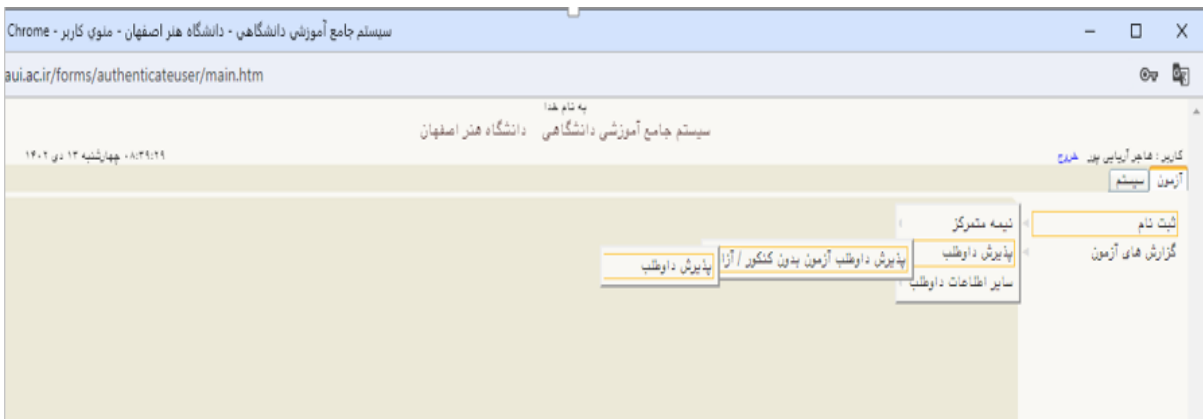 سیستم جامع آموزشی دانشگاهی - دانشگاه هنر اصفهان - منوی کاربر - Chrome
aui.ac.ir/forms/authenticateuser/main.htm
به نام خدا
سیستم جامع آموزشی دانشگاهی   دانشگاه هنر اصفهان
کاربر : هاجر آریایی پور خروج
۰۸:۳۹:۲۹ چهارشنبه ۱۳ دی ۱۴۰۲
آزمون سیستم
ثبت نام
گزارش های آزمون
نیمه متمرکز
پذیرش داوطلب
سایر اطلاعات داوطلب
پذیرش داوطلب آزمون بدون کنکور / آزا
پذیرش داوطلب